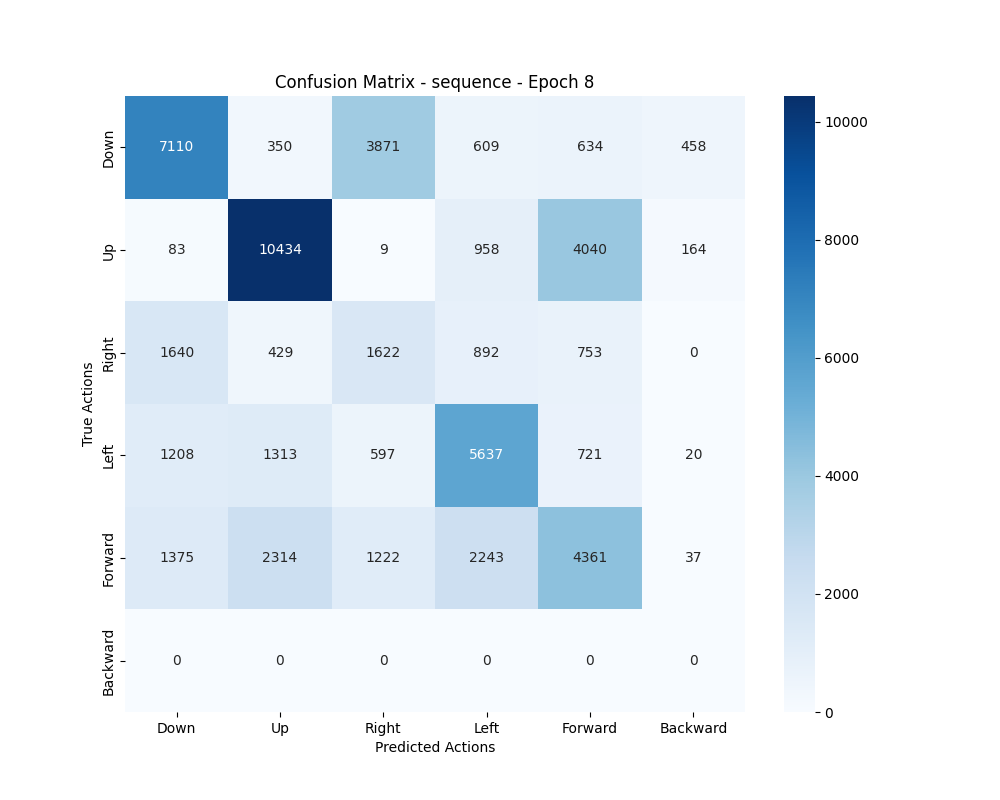 Confusion Matrix - sequence - Epoch 8
True Actions
Down 7110 350 3871 609 634 458
Up 83 10434 9 958 4040 164
Right 1640 429 1622 892 753 0
Left 1208 1313 597 5637 721 20
Forward 1375 2314 1222 2243 4361 37
Backward 0 0 0 0 0 0
Down Up Right Left Forward Backward
Predicted Actions
10000
8000
6000
4000
2000
0